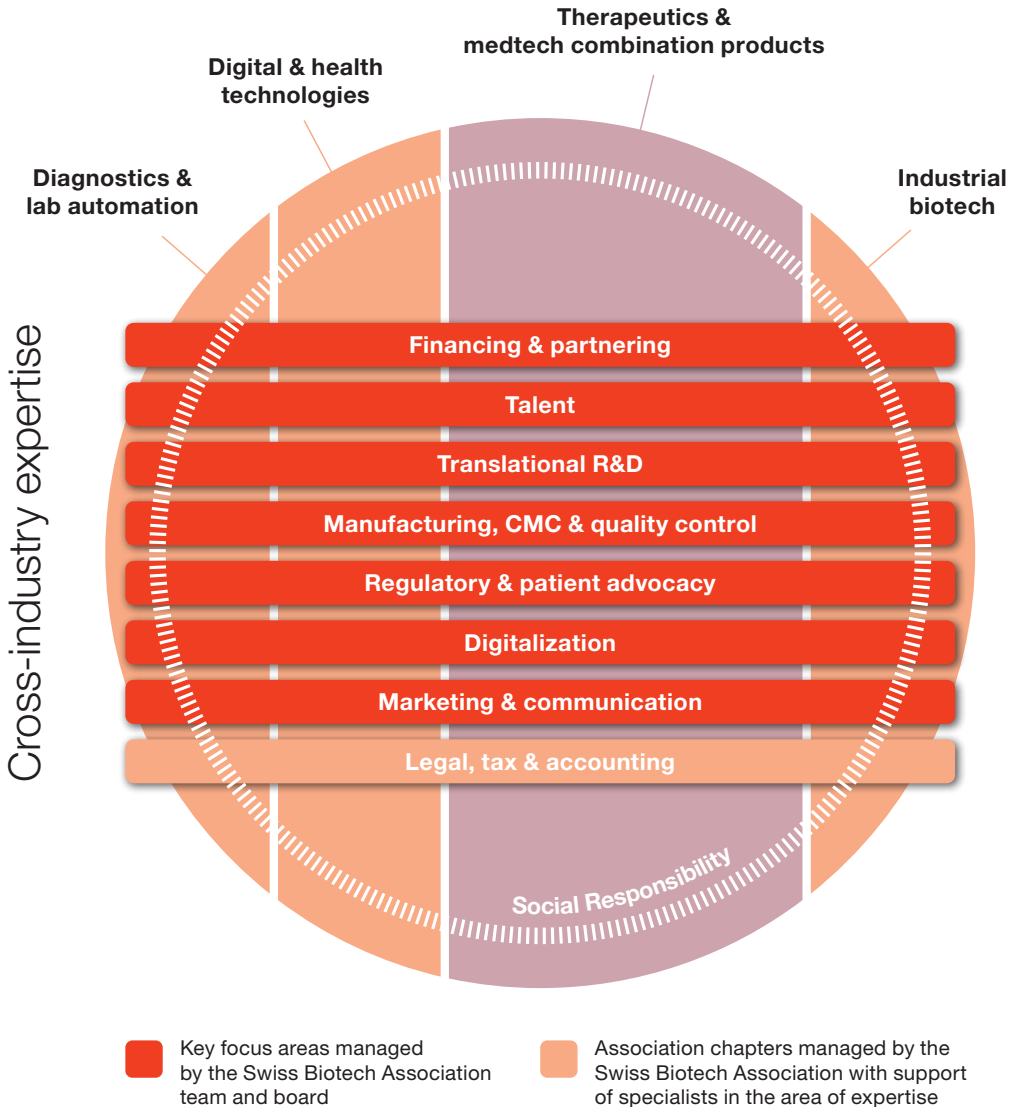 Therapeutics &
medtech combination products
Digital & health
technologies
Diagnostics &
lab automation
Industrial
biotech
Cross-industry expertise
Financing & partnering
Talent
Translational R&D
Manufacturing, CMC & quality control
Regulatory & patient advocacy
Digitalization
Marketing & communication
Legal, tax & accounting
Social Responsibility
Key focus areas managed
by the Swiss Biotech Association
team and board
Association chapters managed by the
Swiss Biotech Association with support
of specialists in the area of expertise